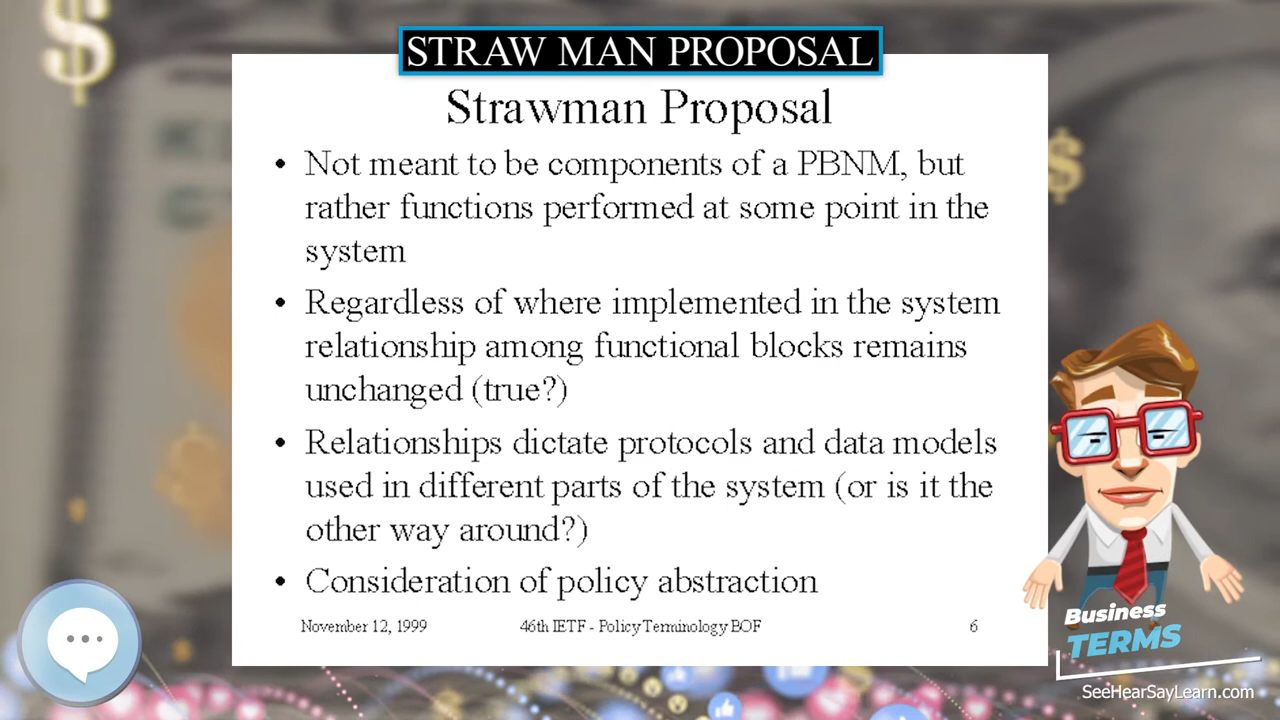 STRAW MAN PROPOSAL
Strawman Proposal
• Not meant to be components of a PBNM, but
rather functions performed at some point in the
system
• Regardless of where implemented in the system
relationship among functional blocks remains
unchanged (true?)
• Relationships dictate protocols and data models
used in different parts of the system (or is it the
other way around?)
• Consideration of policy abstraction
November 12, 1999
46th IETF - Policy Terminology BOF
6
Business
TERMS
SeeHearSayLearn.com